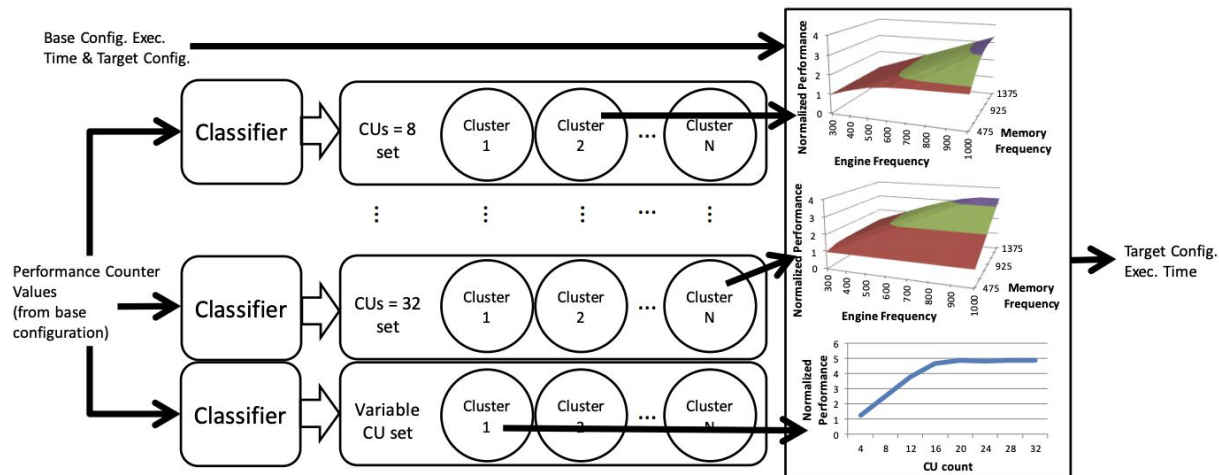 Base Config. Exec.
Time & Target Config.
Classifier
CUs = 8
set
Cluster
1
Cluster
2
...
Cluster
N
Normalized Performance
4
3
2
1
0
300
400
500
600
700
800
900
1000
Engine Frequency
1375
925
475
Memory
Frequency
...
...
...
...
...
Performance Counter
Values
(from base
configuration)
Classifier
CUs = 32
set
Cluster
1
Cluster
2
...
Cluster
N
Normalized Performance
4
3
2
1
0
300
400
500
600
700
800
900
1000
Engine Frequency
1375
925
475
Memory
Frequency
Target Config.
Exec. Time
Classifier
Variable
CU set
Cluster
1
Cluster
2
...
Cluster
N
Normalized
Performance
6
5
4
3
2
1
0
4 8 12 16 20 24 28 32
CU count